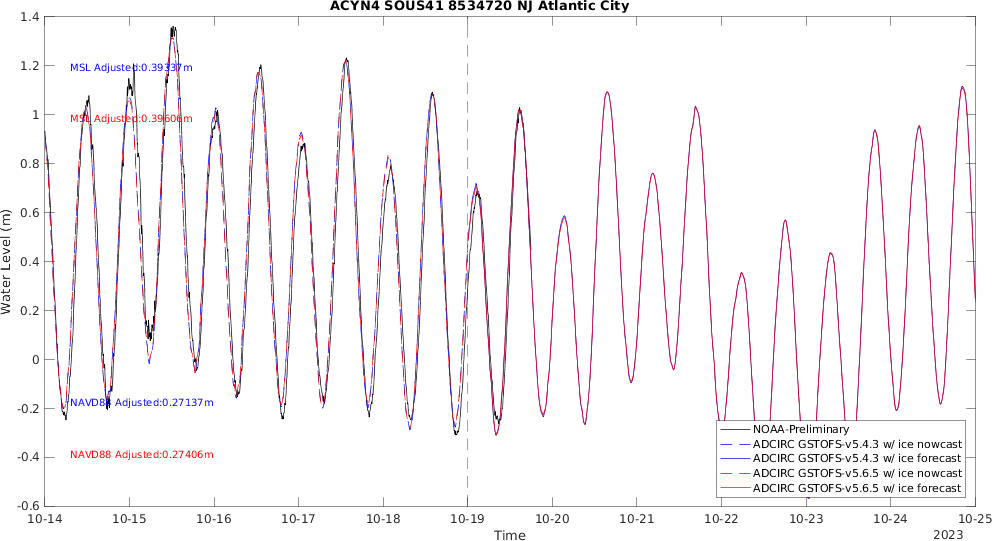 ACYN4 SOUS41 8534720 NJ Atlantic City
1.4
1.2
1
0.8
0.6
0.4
0.2
0
-0.2
-0.4
-0.6
Water Level (m)
MSL Adjusted:0.39337m
MSL Adjusted:0.39606m
NAVD88 Adjusted:0.27137m
NAVD88 Adjusted:0.27406m
NOAA-Preliminary
ADCIRC GSTOFS-v5.4.3 w/ ice nowcast
ADCIRC GSTOFS-v5.4.3 w/ ice forecast
ADCIRC GSTOFS-v5.6.5 w/ ice nowcast
ADCIRC GSTOFS-v5.6.5 w/ ice forecast
10-14 10-15 10-16 10-17 10-18 10-19 10-20 10-21 10-22 10-23 10-24 10-25
Time
2023